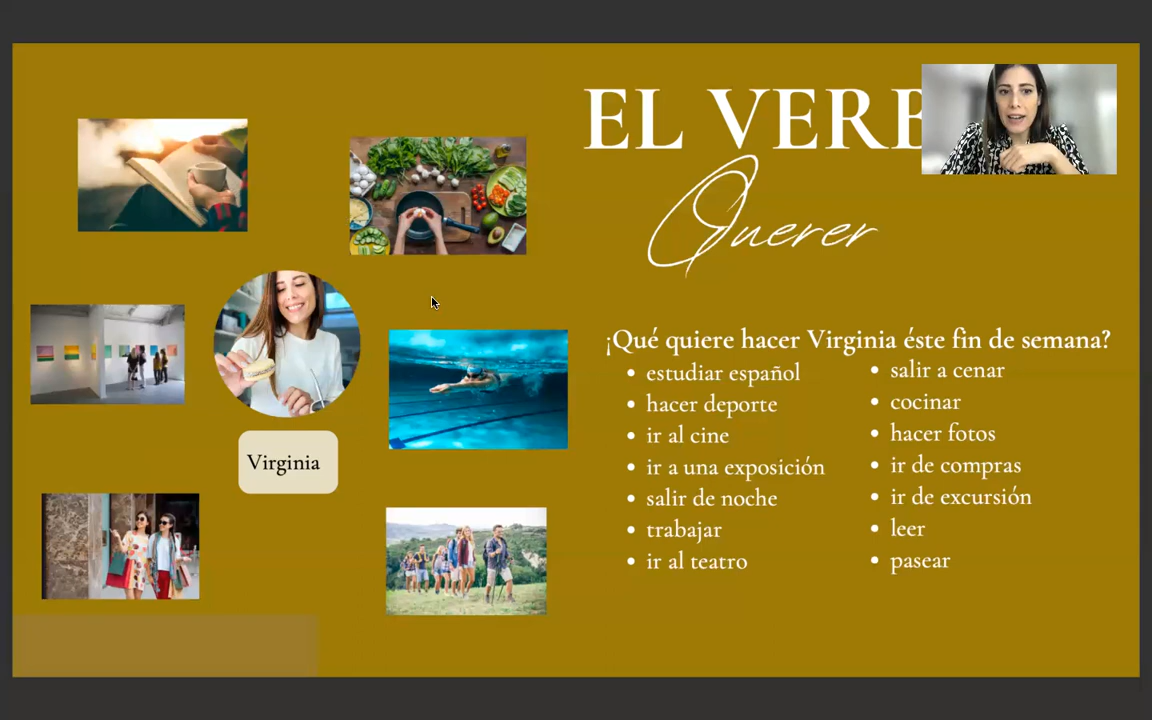 EL VERB
Querer
¡Qué quiere hacer Virginia éste fin de semana?
estudiar español
hacer deporte
ir al cine
ir a una exposición
salir de noche
trabajar
ir al teatro
salir a cenar
cocinar
hacer fotos
ir de compras
ir de excursión
leer
pasear
Virginia